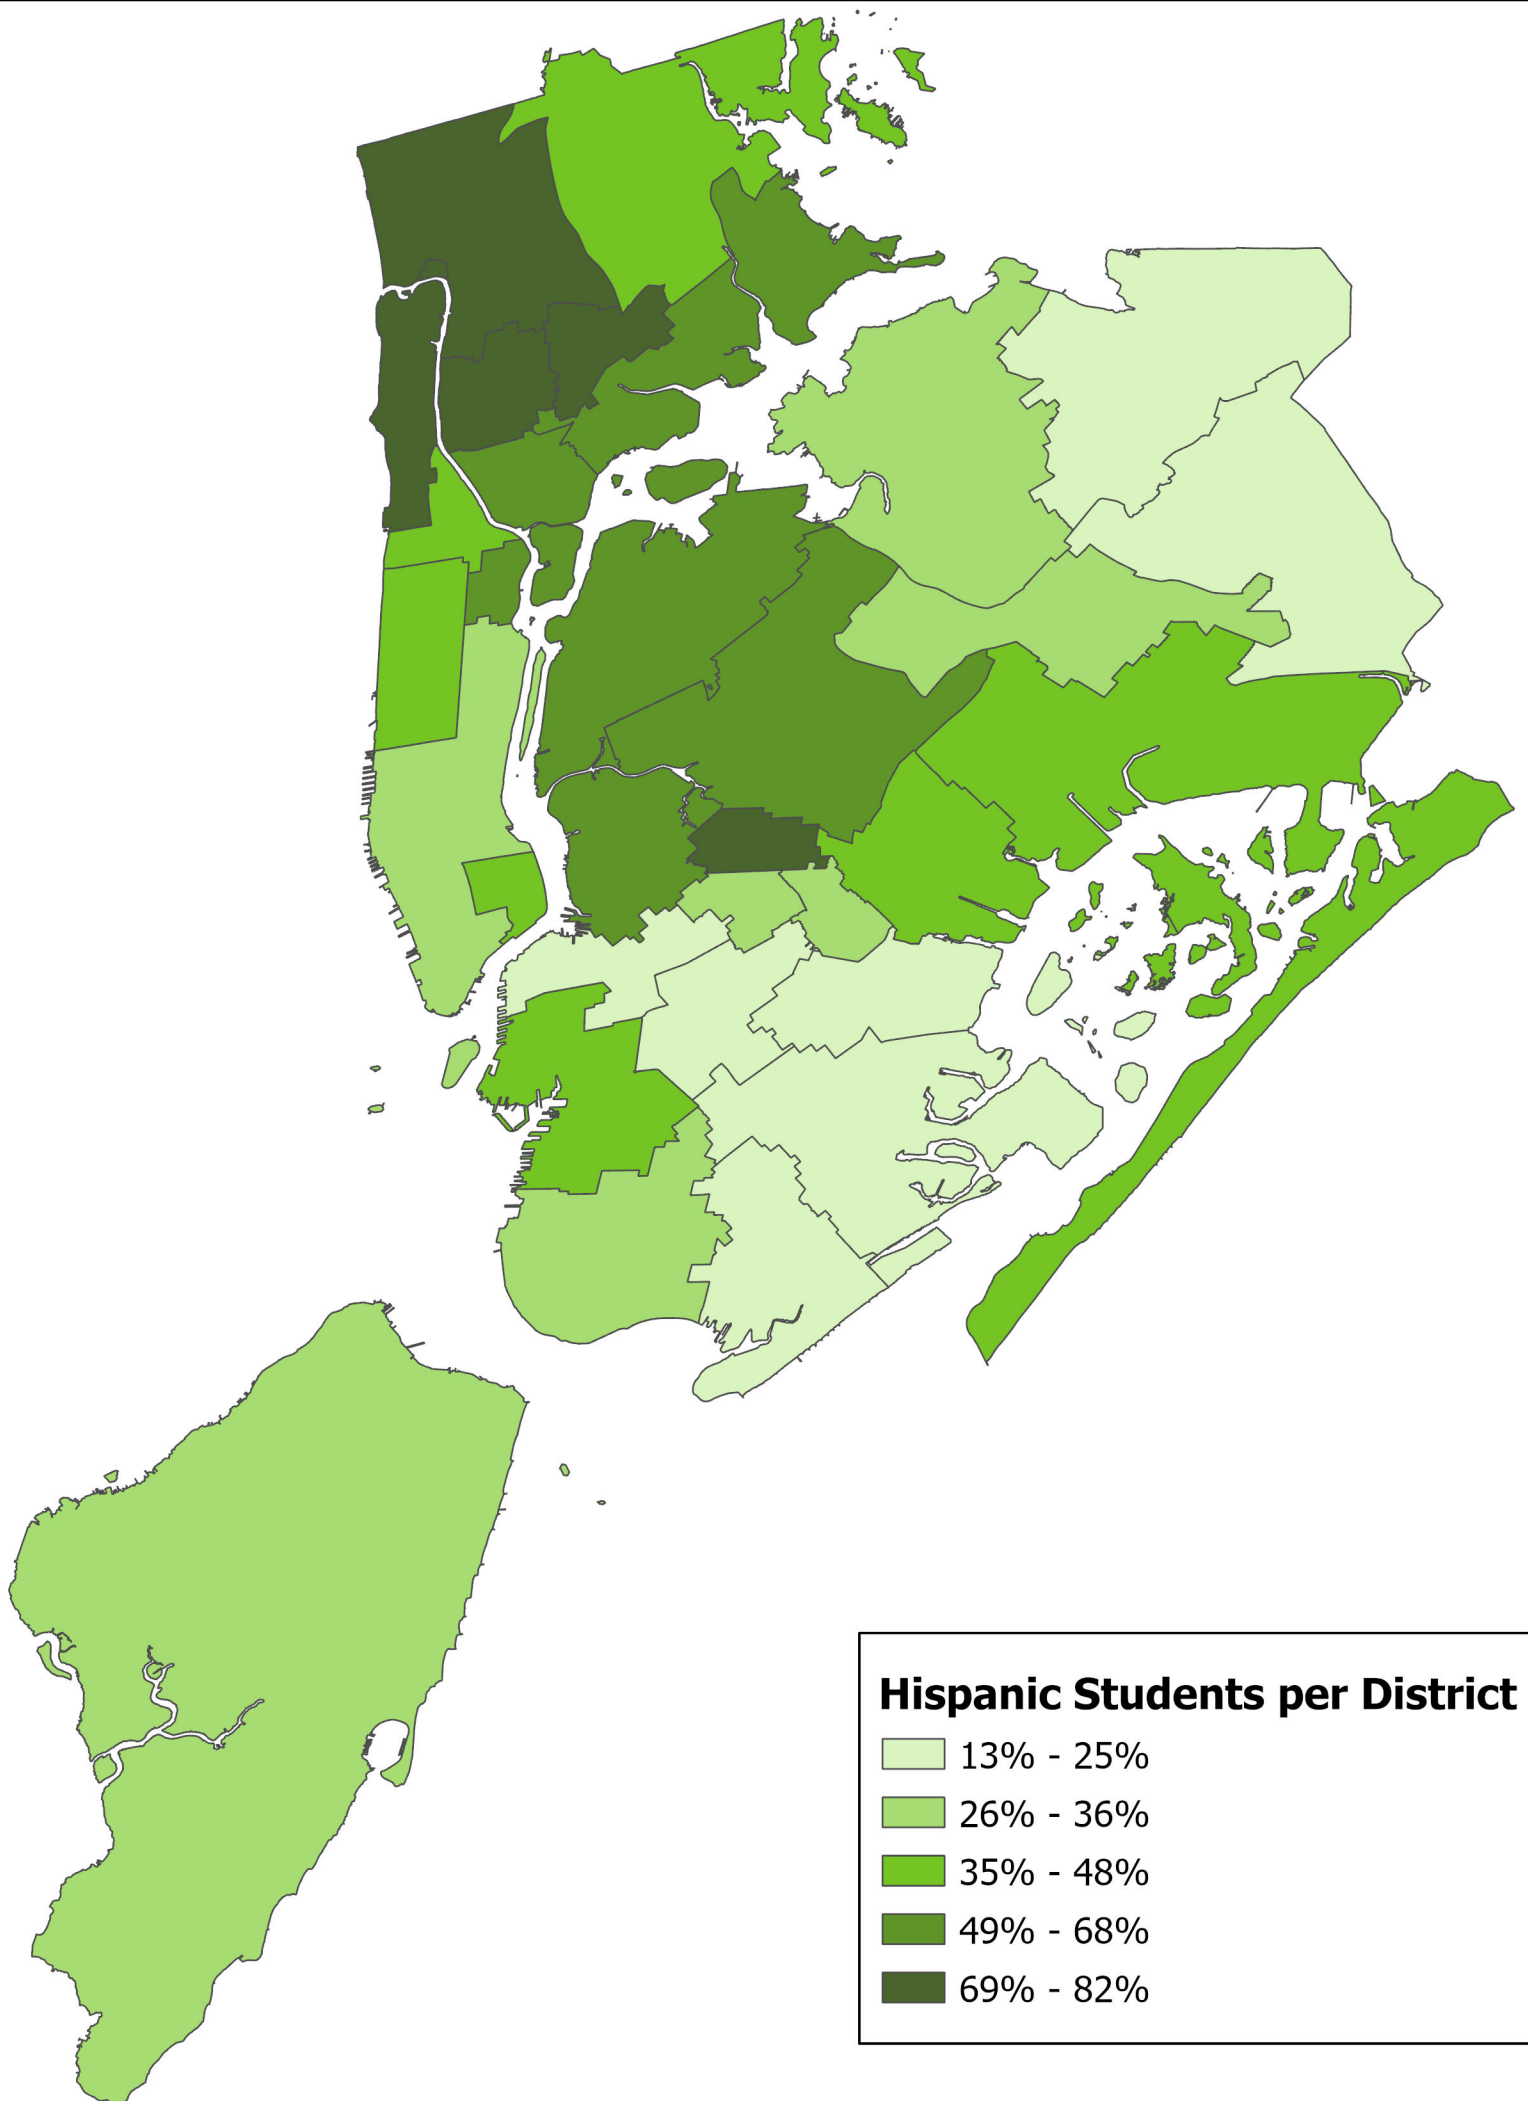 Hispanic Students per District
13% - 25%
26% - 36%
35% - 48%
49% - 68%
69% - 82%